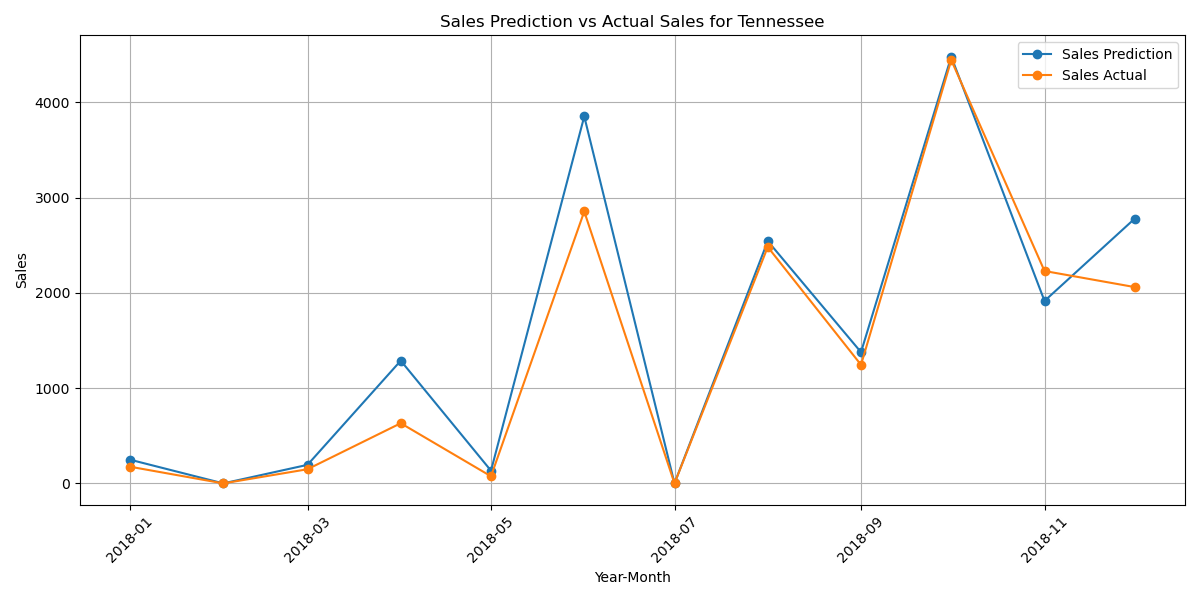 Sales Prediction vs Actual Sales for Tennessee
Sales Prediction
Sales Actual
Sales
4000
3000
2000
1000
0
2018-01
2018-03
2018-05
2018-07
2018-09
2018-11
Year-Month